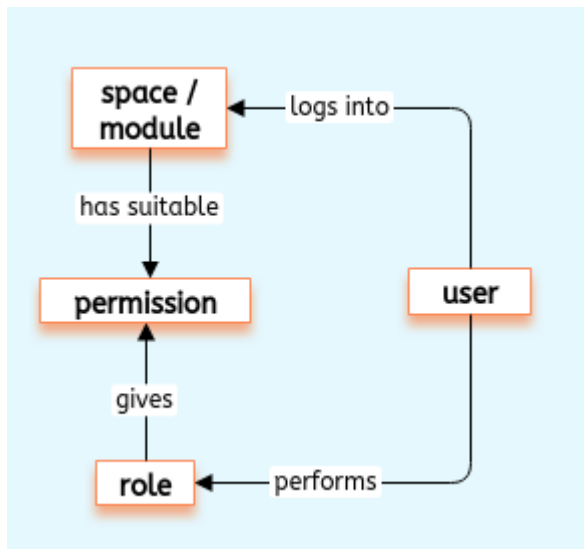 space /
module
logs into
has suitable
permission
user
gives
role
performs